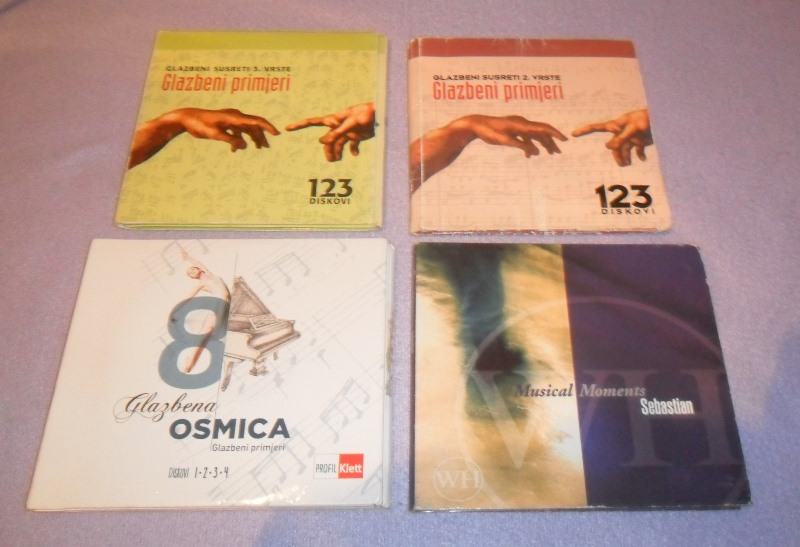 GLAZBENI SUSRETI 3. VRSTE
Glazbeni primjeri
123
DISKOVI
GLAZBENI SUSRETI 2. VRSTE
Glazbeni primjeri
123
DISKOVI
8
Glazbena
OSMICA
Glazbeni primjeri
DISKOVI 1·2·3·4
PROFIL Klett
WH
Musical Moments
Sebastian
WH